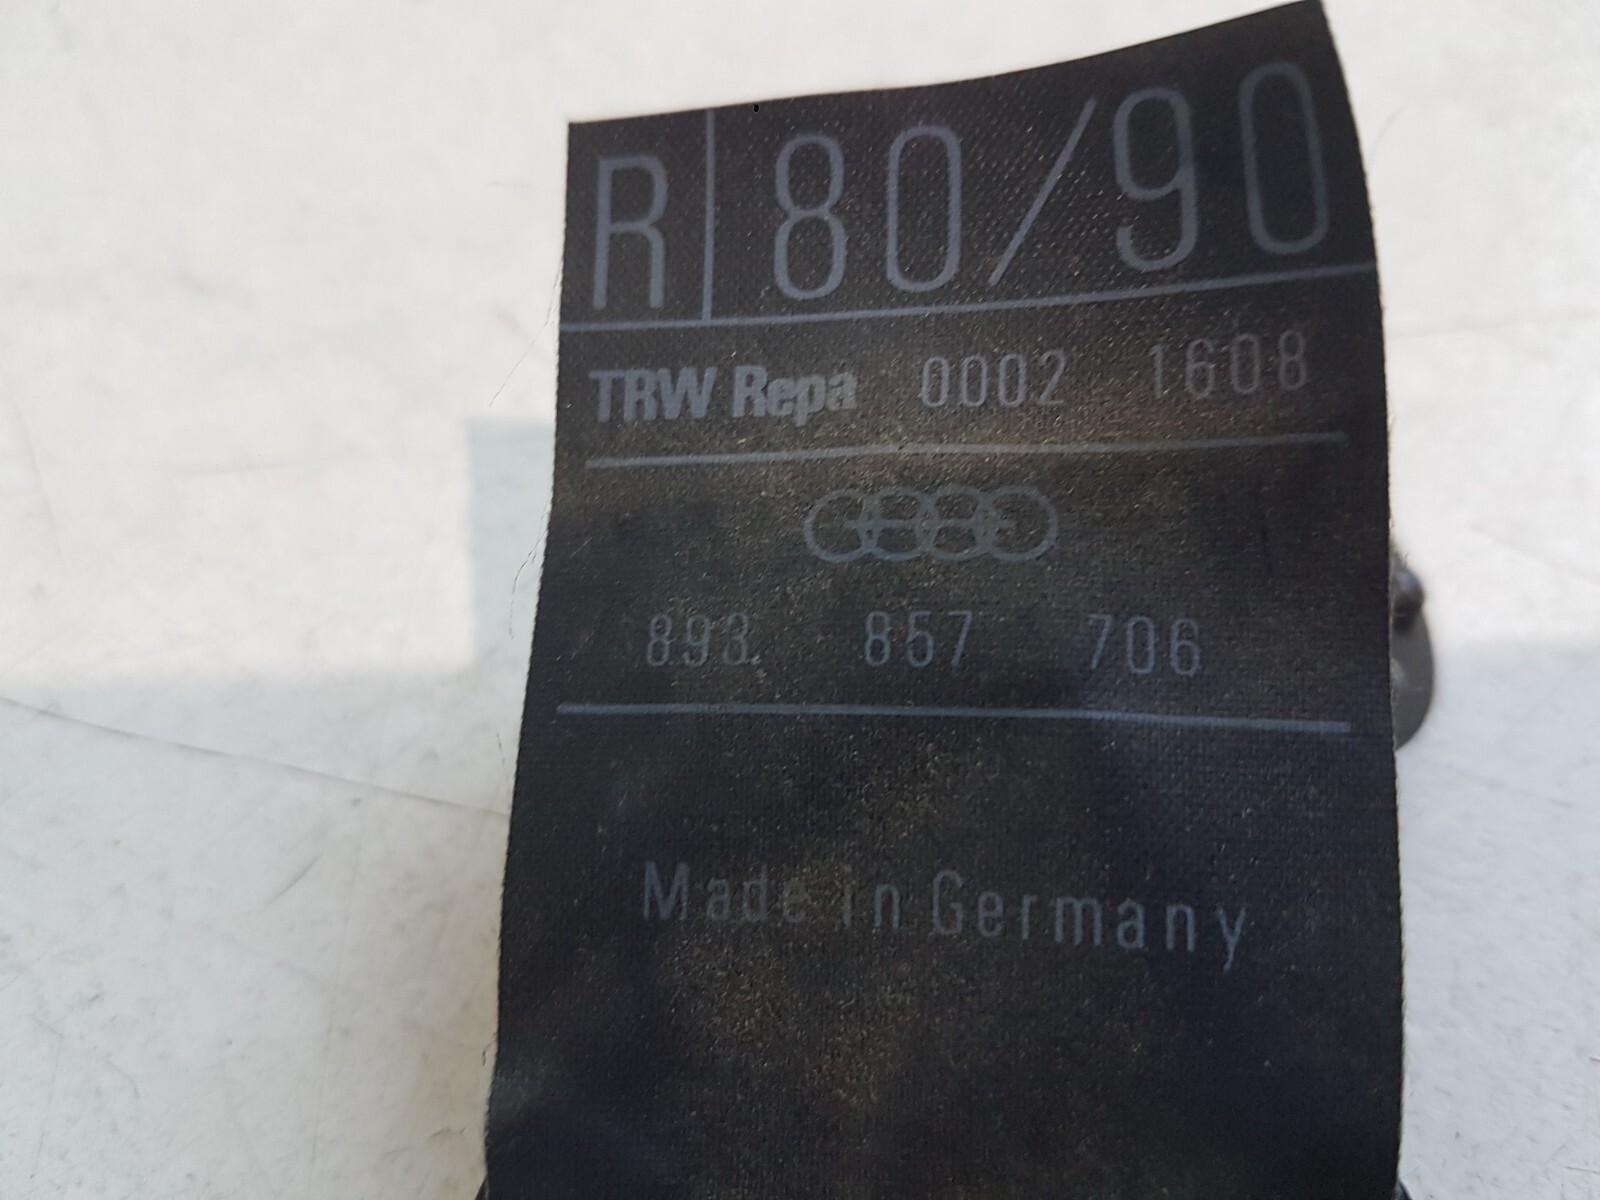 R 80/90
TRW Repa 0002 1608
893 857 706
Made in Germany